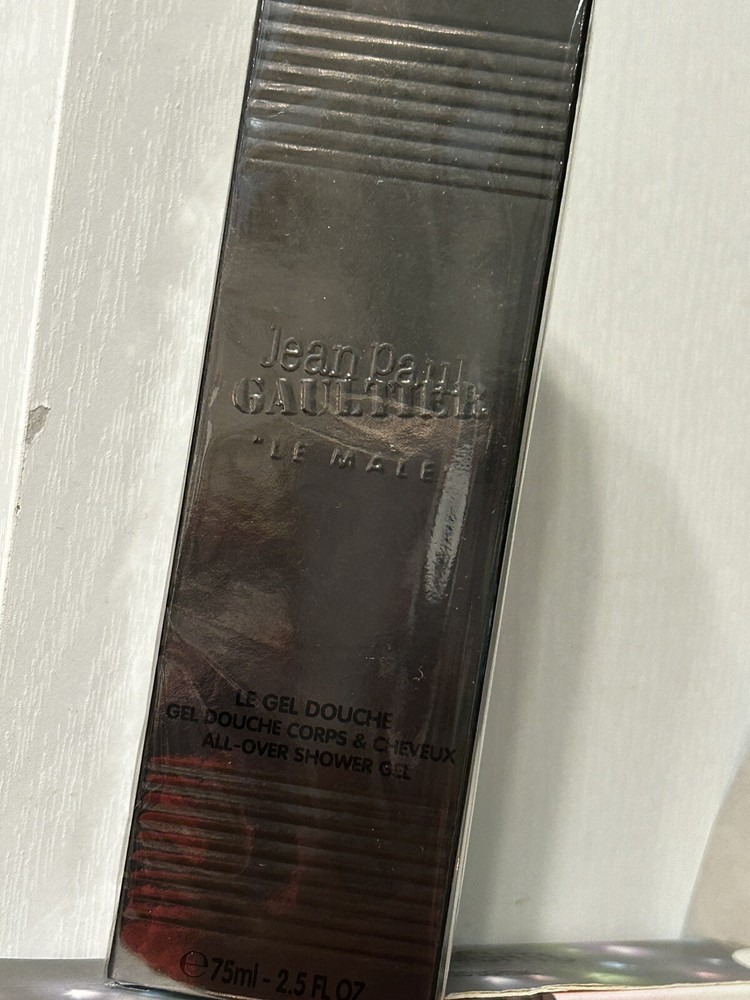 Jean Paul
GAULTIER
"LE MALE"
LE GEL DOUCHE
GEL DOUCHE CORPS & CHEVEUX
ALL-OVER SHOWER GEL
℮75ml - 2.5 FL OZ